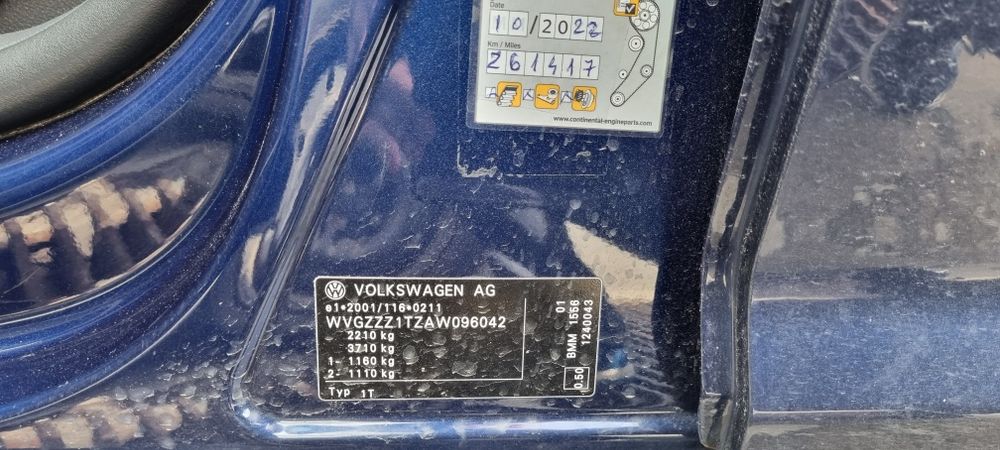 Date
10/2022
Km / Miles
261417
www.continental-engineparts.com
VOLKSWAGEN AG
e1*2001/116*0211
WVGZZZ1TZAW096042
2210 kg
3710 kg
1- 1160 kg
2- 1110 kg
Typ 1T
01
BMM 1556
1240043
0.50